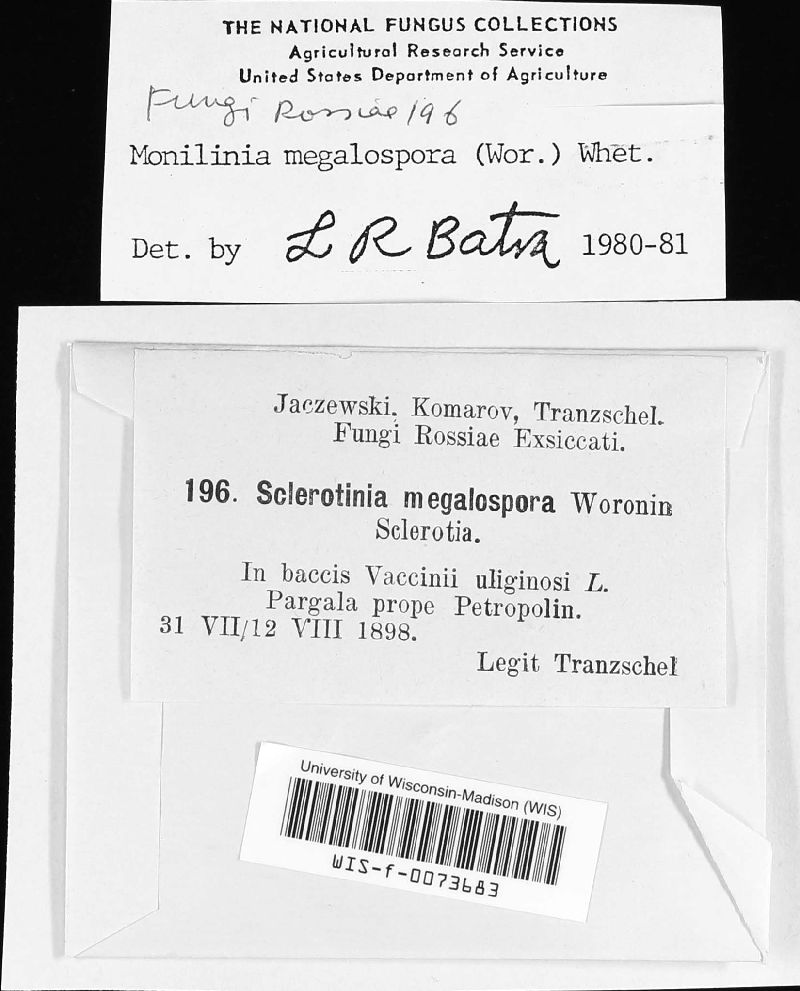 THE NATIONAL FUNGUS COLLECTIONS
Agricultural Research Service
United States Department of Agriculture
Fungi Rossiae 196
Monilinia megalospora (Wor.) Whet.
Det. by L R Batra 1980-81
Jaczewski. Komarov, Tranzschel.
Fungi Rossiae Exsiccati.
196. Sclerotinia megalospora Woronin
Sclerotia.
In baccis Vaccinii uliginosi L.
Pargala prope Petropolin.
31 VII/12 VIII 1898.
Legit Tranzschel
University of Wisconsin-Madison (WIS)
WIS-f-0073683